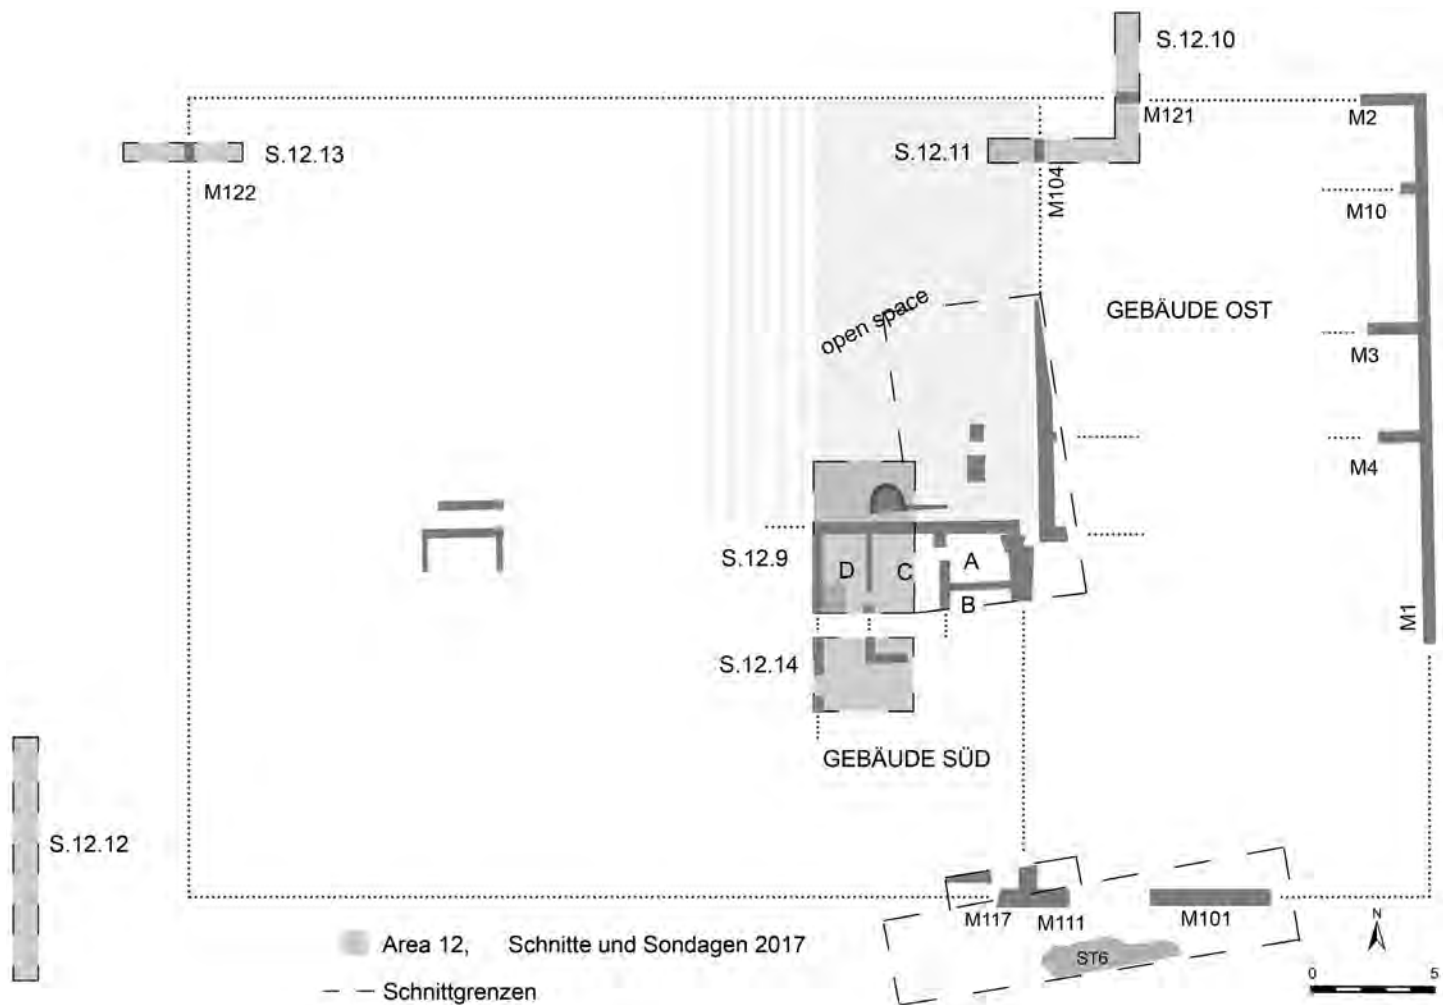 S.12.10
M121
M2
S.12.13
S.12.11
M122
M104
M10
open space
GEBÄUDE OST
M3
M4
S.12.9
D
C
A
B
M1
S.12.14
GEBÄUDE SÜD
S.12.12
M117
M111
M101
ST6
Area 12, Schnitte und Sondagen 2017
Schnittgrenzen
N
0 5